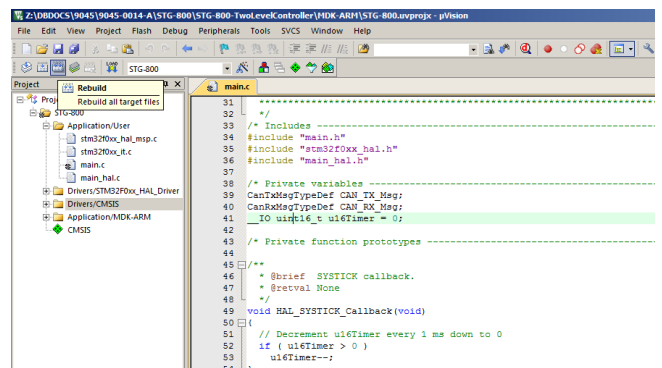 Z:\DBDOCS\9045\9045-0014-A\STG-800\STG-800-TwoLevelController\MDK-ARM\STG-800.uvprojx - µVision
File Edit View Project Flash Debug Peripherals Tools SVCS Window Help
STG-800
Project
Rebuild
Rebuild all target files
main.c
STG-800
Application/User
stm32f0xx_hal_msp.c
stm32f0xx_it.c
main.c
main_hal.c
Drivers/STM32F0xx_HAL_Driver
Drivers/CMSIS
Application/MDK-ARM
CMSIS
31 ******************************************************************
32 */
33 /* Includes ------------------------------------------------------
34 #include "main.h"
35 #include "stm32f0xx_hal.h"
36 #include "main_hal.h"
37
38 /* Private variables ---------------------------------------------
39 CanTxMsgTypeDef CAN_TX_Msg;
40 CanRxMsgTypeDef CAN_RX_Msg;
41 __IO uint16_t u16Timer = 0;
42
43 /* Private function prototypes -----------------------------------
44
45 /**
46 * @brief SYSTICK callback.
47 * @retval None
48 */
49 void HAL_SYSTICK_Callback(void)
50 {
51 // Decrement u16Timer every 1 ms down to 0
52 if ( u16Timer > 0 )
53 u16Timer--;